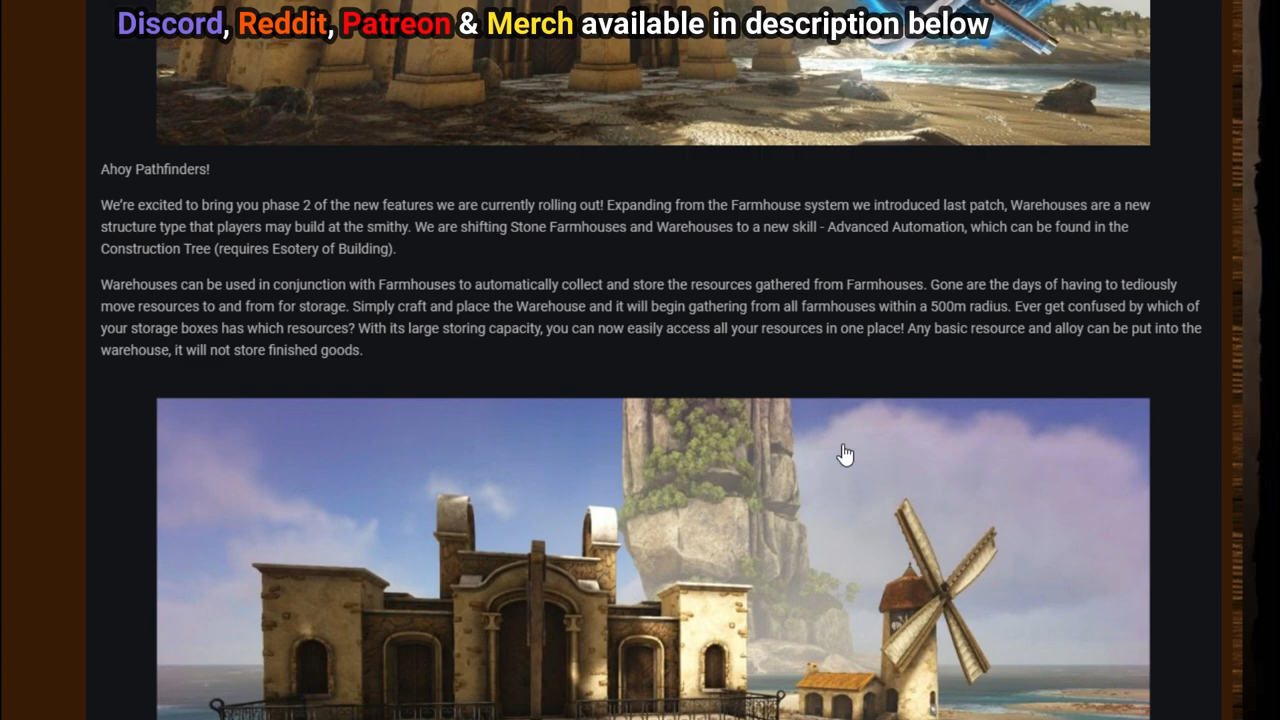 Discord, Reddit, Patreon & Merch available in description below
Ahoy Pathfinders!
We're excited to bring you phase 2 of the new features we are currently rolling out! Expanding from the Farmhouse system we introduced last patch, Warehouses are a new
structure type that players may build at the smithy. We are shifting Stone Farmhouses and Warehouses to a new skill - Advanced Automation, which can be found in the
Construction Tree (requires Esotery of Building).
Warehouses can be used in conjunction with Farmhouses to automatically collect and store the resources gathered from Farmhouses. Gone are the days of having to tediously
move resources to and from for storage. Simply craft and place the Warehouse and it will begin gathering from all farmhouses within a 500m radius. Ever get confused by which of
your storage boxes has which resources? With its large storing capacity, you can now easily access all your resources in one place! Any basic resource and alloy can be put into the
warehouse, it will not store finished goods.